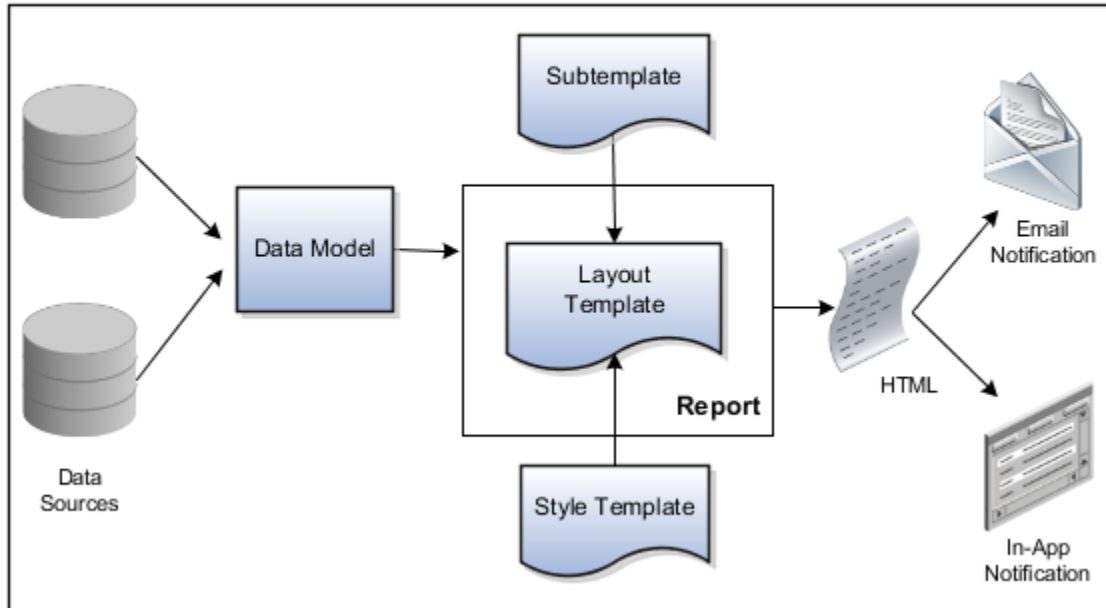 Subtemplate
Data Model
Layout
Template
Report
Style Template
Data
Sources
HTML
Email
Notification
In-App
Notification